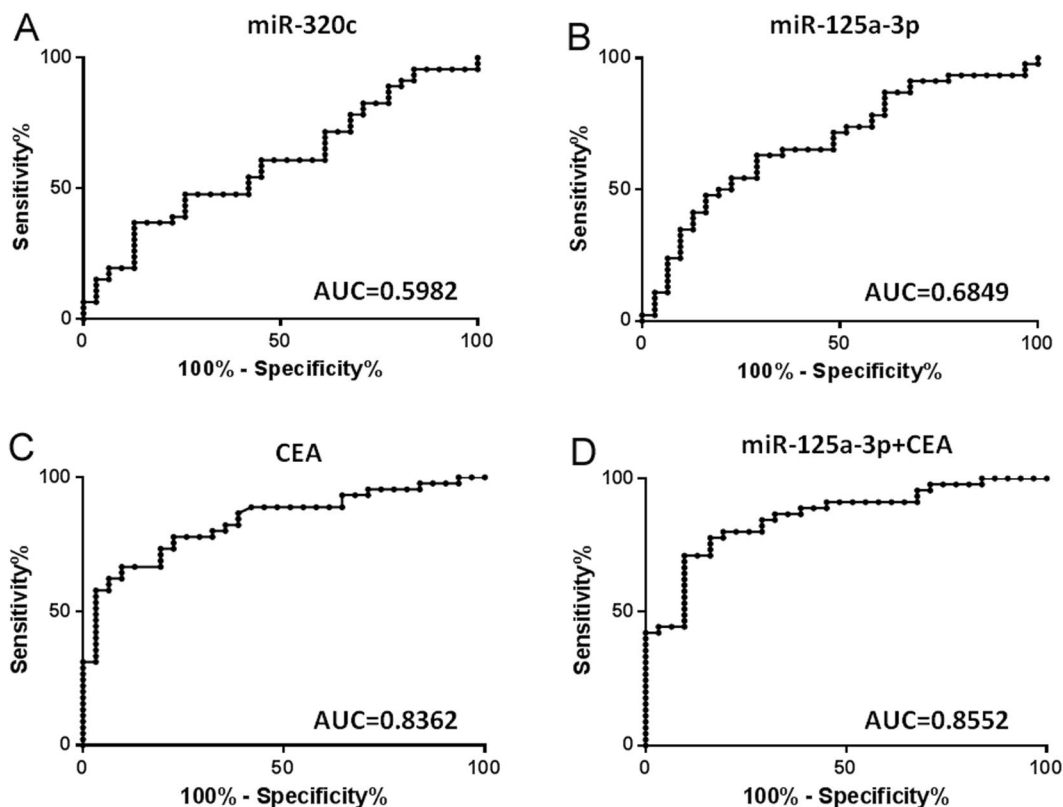 A
miR-320c
100
50
0
Sensitivity%
AUC=0.5982
0
50
100
100% - Specificity%
B
miR-125a-3p
100
50
0
Sensitivity%
AUC=0.6849
0
50
100
100% - Specificity%
C
CEA
100
50
0
Sensitivity%
AUC=0.8362
0
50
100
100% - Specificity%
D
miR-125a-3p+CEA
100
50
0
Sensitivity%
AUC=0.8552
0
50
100
100% - Specificity%